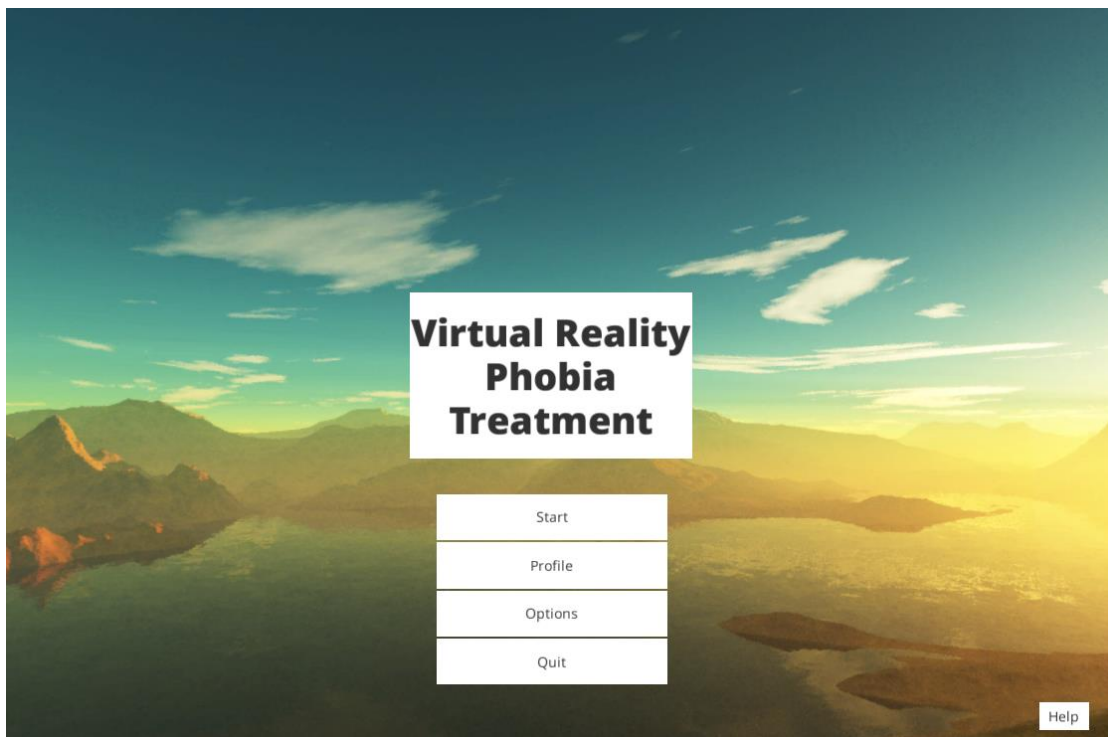 Virtual Reality
Phobia
Treatment
Start
Profile
Options
Quit
Help